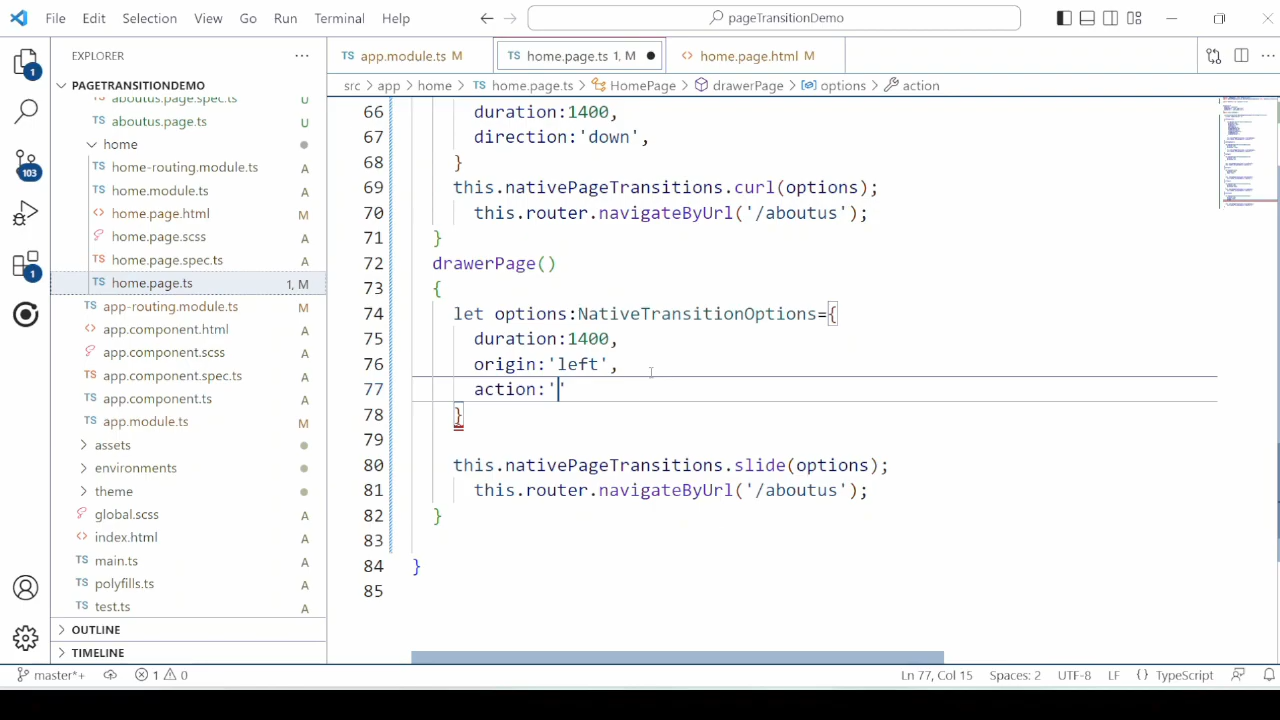 File Edit Selection View Go Run Terminal Help
pageTransitionDemo
EXPLORER
PAGETRANSITIONDEMO
aboutus.page.spec.ts U
aboutus.page.ts U
home
home-routing.module.ts A
home.module.ts A
home.page.html M
home.page.scss A
home.page.spec.ts A
home.page.ts 1, M
app-routing.module.ts M
app.component.html A
app.component.scss A
app.component.spec.ts A
app.component.ts A
app.module.ts M
assets
environments
theme
global.scss A
index.html A
main.ts A
polyfills.ts A
test.ts A
OUTLINE
TIMELINE
1
103
1
app.module.ts M
home.page.ts 1, M
home.page.html M
src > app > home > home.page.ts > HomePage > drawerPage > options > action
66 duration:1400,
67 direction:'down',
68 }
69 this.nativePageTransitions.curl(options);
70 this.router.navigateByUrl('/aboutus');
71 }
72 drawerPage()
73 {
74 let options:NativeTransitionOptions={
75 duration:1400,
76 origin:'left',
77 action:''
78 }
79
80 this.nativePageTransitions.slide(options);
81 this.router.navigateByUrl('/aboutus');
82 }
83
84 }
85
master*+ 1 0 Ln 77, Col 15 Spaces: 2 UTF-8 LF {} TypeScript